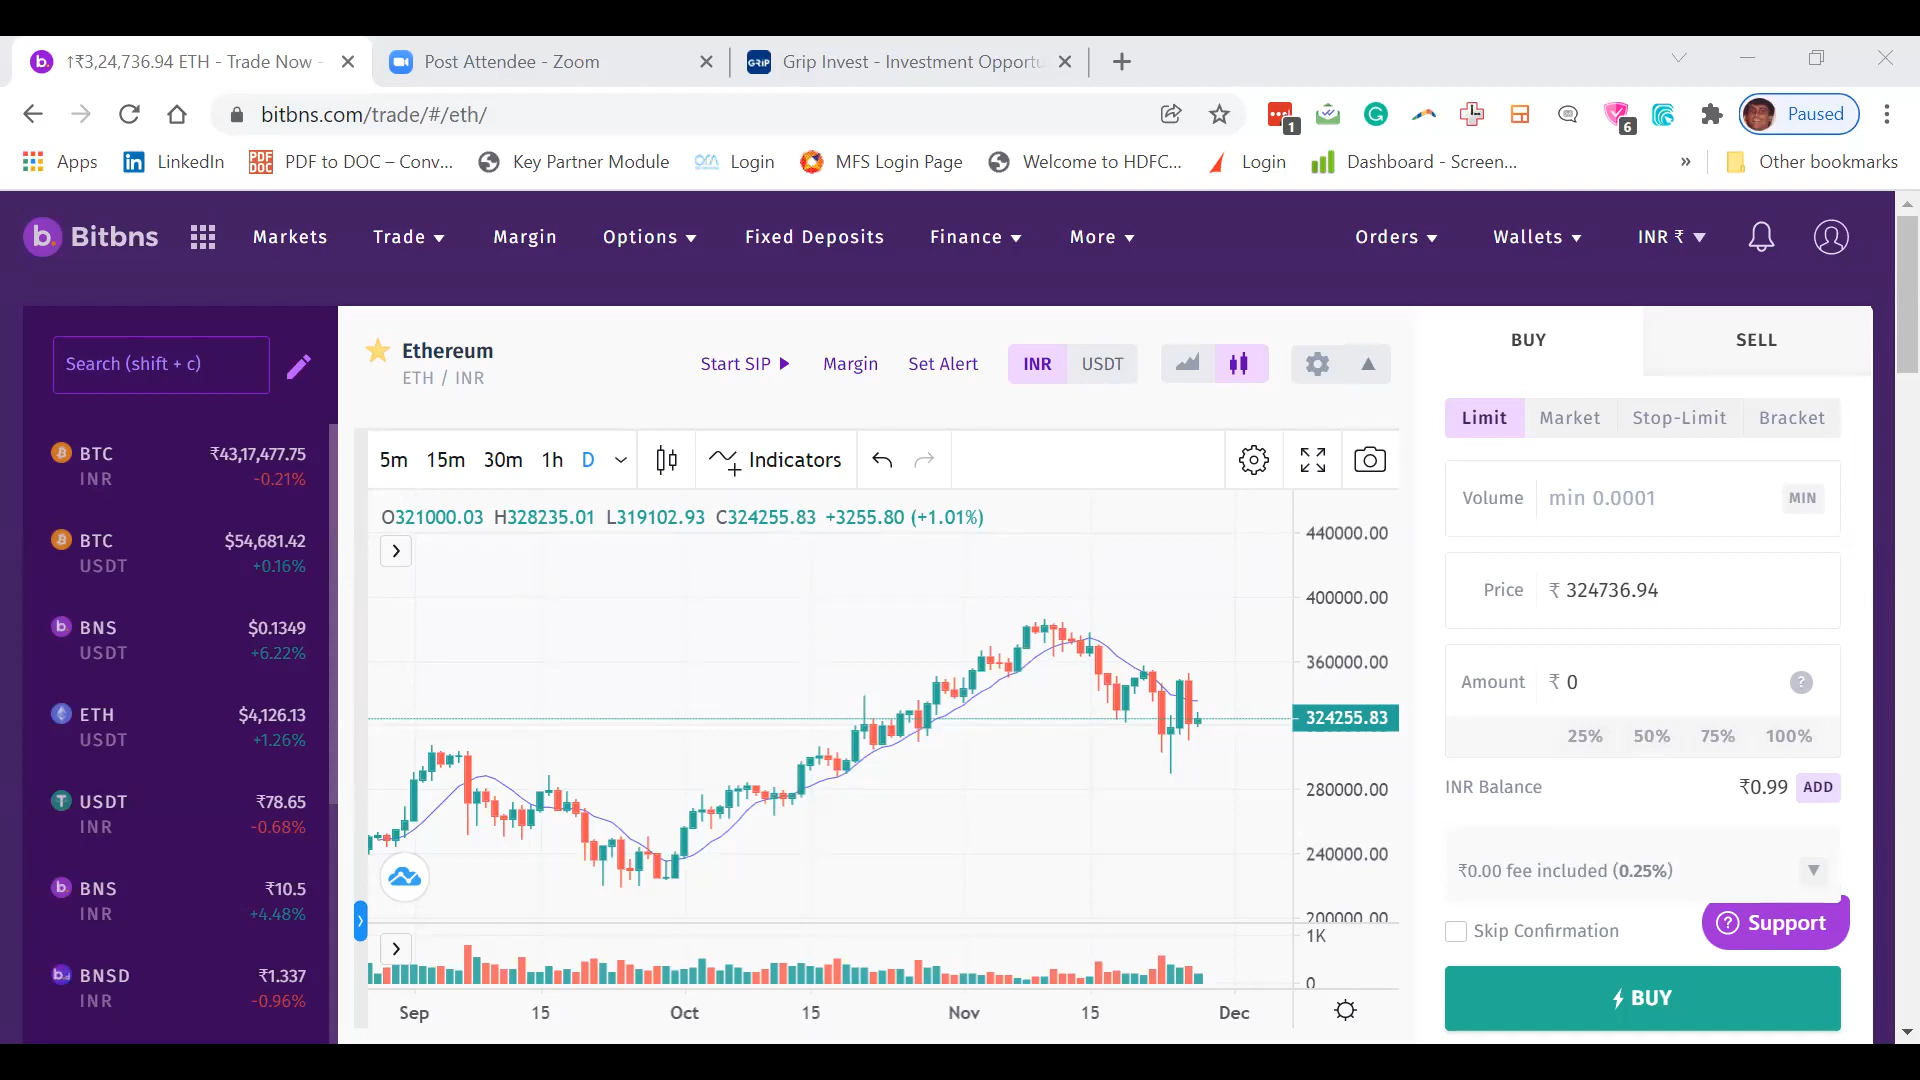 ↑₹3,24,736.94 ETH - Trade Now -
Post Attendee - Zoom
GRIP Grip Invest - Investment Opportu
bitbns.com/trade/#/eth/
1
6
Paused
Apps
LinkedIn
PDF DOC PDF to DOC – Conv...
Key Partner Module
Login
MFS Login Page
Welcome to HDFC...
Login
Dashboard - Screen...
»
Other bookmarks
b. Bitbns
Markets
Trade
Margin
Options
Fixed Deposits
Finance
More
Orders
Wallets
INR ₹
Search (shift + c)
BTC ₹43,17,477.75
INR -0.21%
BTC $54,681.42
USDT +0.16%
BNS $0.1349
USDT +6.22%
ETH $4,126.13
USDT +1.26%
USDT ₹78.65
INR -0.68%
BNS ₹10.5
INR +4.48%
BNSD ₹1.337
INR -0.96%
Ethereum
ETH / INR
Start SIP
Margin
Set Alert
INR
USDT
5m 15m 30m 1h D
Indicators
O321000.03 H328235.01 L319102.93 C324255.83 +3255.80 (+1.01%)
440000.00
400000.00
360000.00
324255.83
280000.00
240000.00
200000.00
1K
0
Sep 15 Oct 15 Nov 15 Dec
BUY
SELL
Limit
Market
Stop-Limit
Bracket
Volume min 0.0001 MIN
Price ₹ 324736.94
Amount ₹ 0 ?
25% 50% 75% 100%
INR Balance ₹0.99 ADD
₹0.00 fee included (0.25%)
Skip Confirmation
? Support
BUY